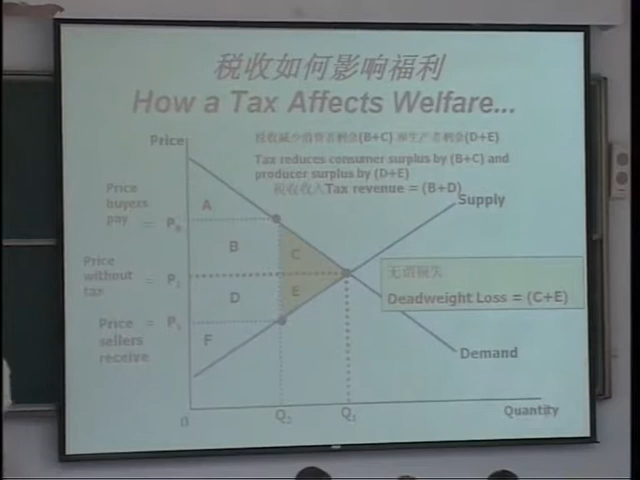 税收如何影响福利
How a Tax Affects Welfare...
Price
税收减少消费者剩余(B+C) 和生产者剩余(D+E)
Tax reduces consumer surplus by (B+C) and
producer surplus by (D+E)
税收收入Tax revenue = (B+D)
Supply
Price
buyers
pay
= P
A
B
C
Price
without
tax
= P
D
E
无谓损失
Deadweight Loss = (C+E)
Price
sellers
receive
= P
F
Demand
0
Q2
Q1
Quantity